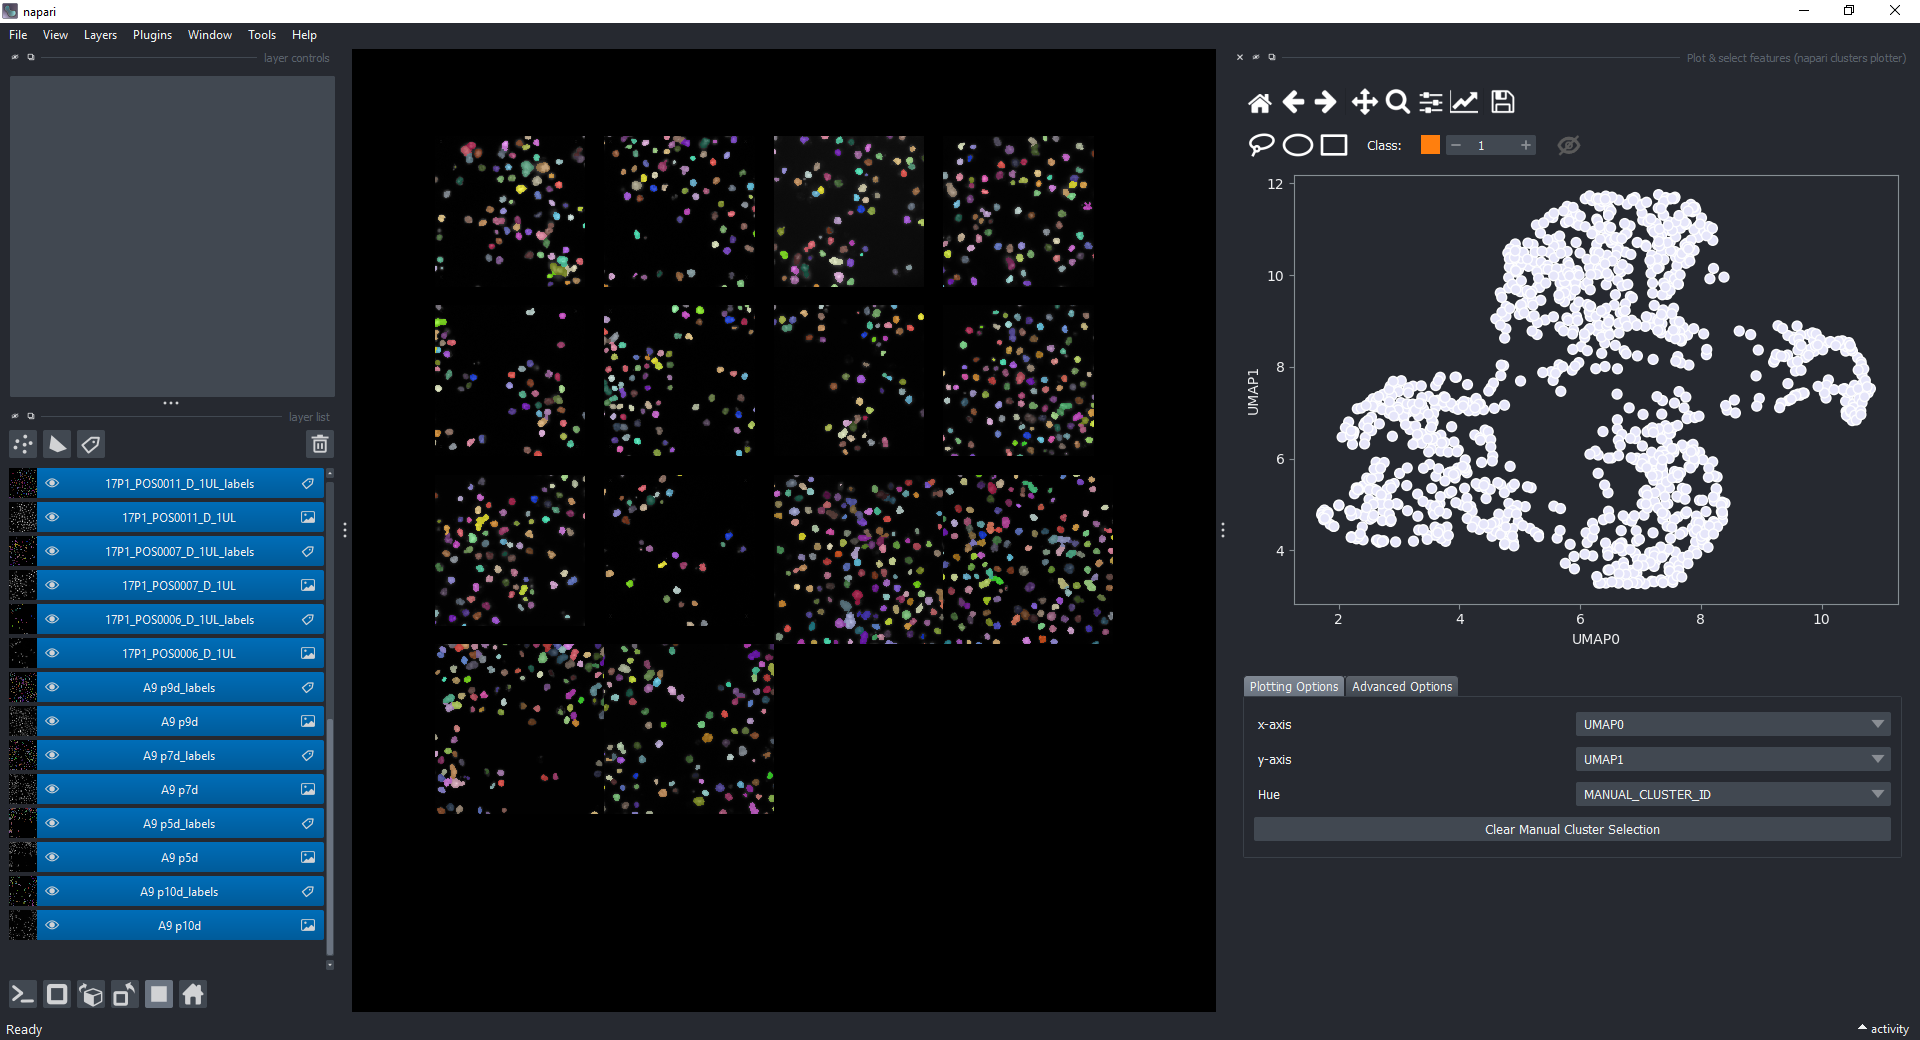 napari
File View Layers Plugins Window Tools Help
layer controls
layer list
17P1_POS0011_D_1UL_labels
17P1_POS0011_D_1UL
17P1_POS0007_D_1UL_labels
17P1_POS0007_D_1UL
17P1_POS0006_D_1UL_labels
17P1_POS0006_D_1UL
A9 p9d_labels
A9 p9d
A9 p7d_labels
A9 p7d
A9 p5d_labels
A9 p5d
A9 p10d_labels
A9 p10d
Ready
Plot & select features (napari clusters plotter)
Class: 1
12
10
8
6
4
UMAP1
2 4 6 8 10
UMAP0
Plotting Options Advanced Options
x-axis UMAP0
y-axis UMAP1
Hue MANUAL_CLUSTER_ID
Clear Manual Cluster Selection
activity